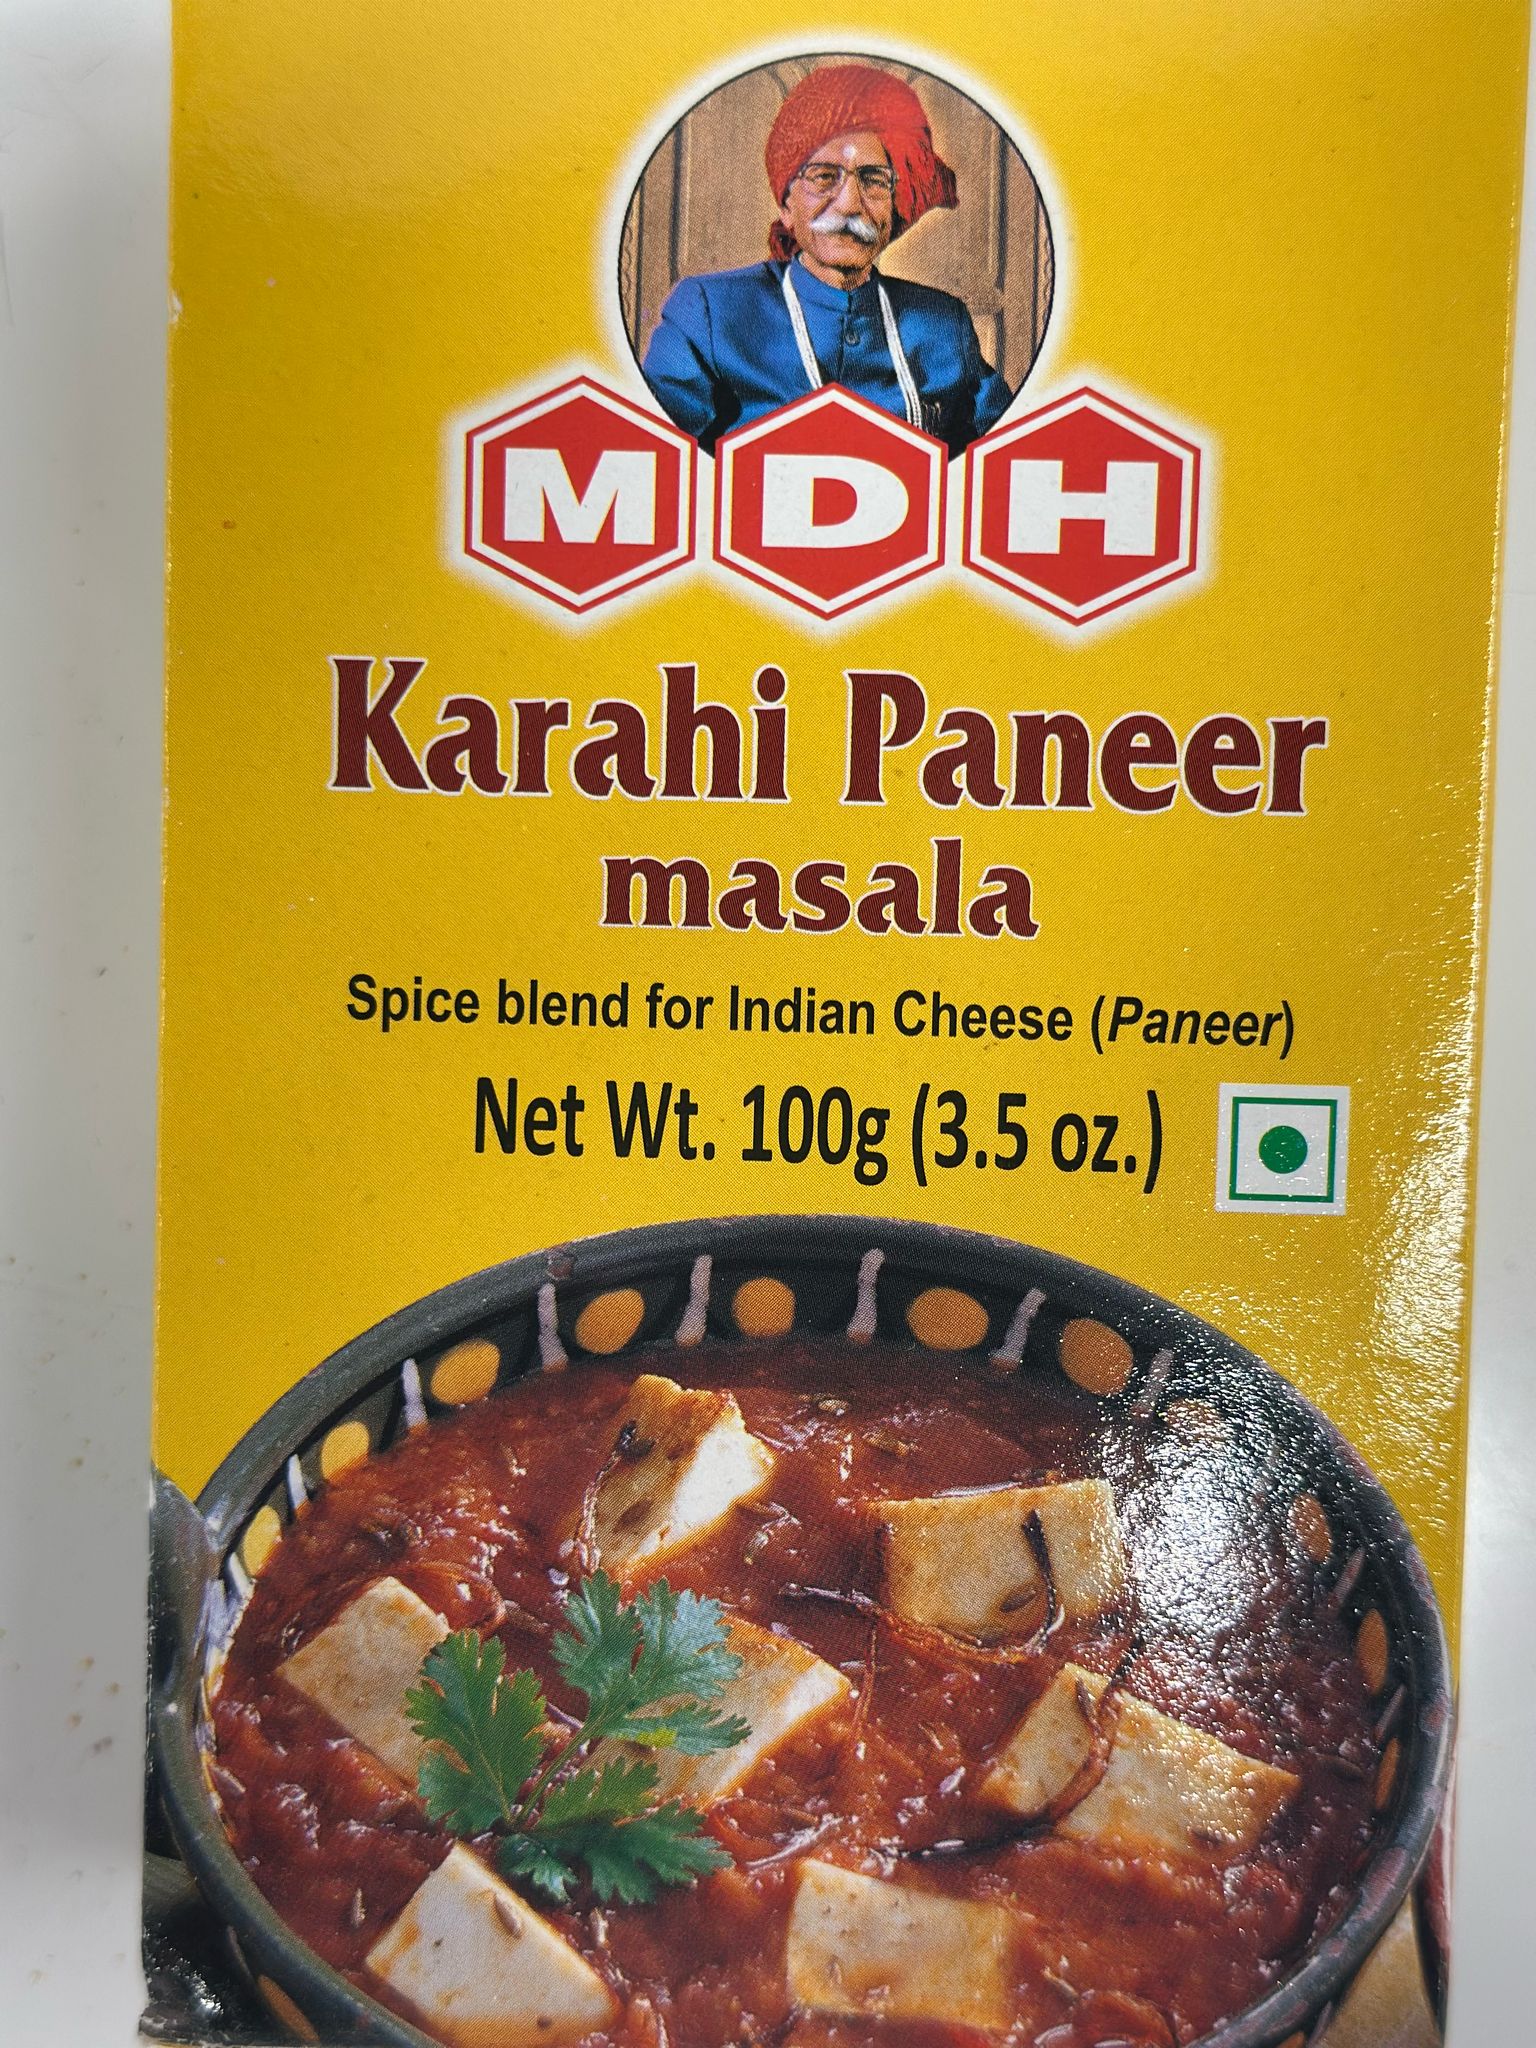 MDH
Karahi Paneer
masala
Spice blend for Indian Cheese (Paneer)
Net Wt. 100g (3.5 oz.)